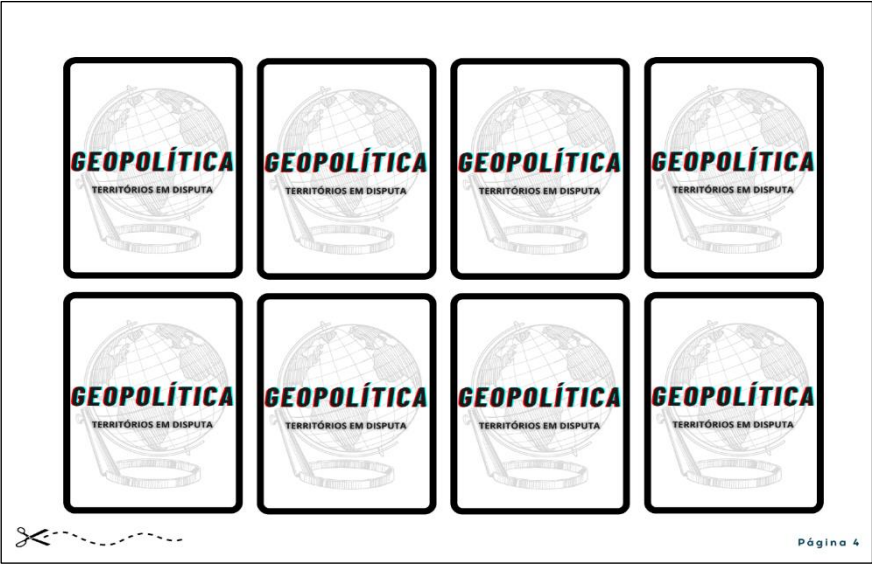 GEOPOLÍTICA GEOPOLÍTICA GEOPOLÍTICA GEOPOLÍTICA
TERRITÓRIOS EM DISPUTA TERRITÓRIOS EM DISPUTA TERRITÓRIOS EM DISPUTA TERRITÓRIOS EM DISPUTA
GEOPOLÍTICA GEOPOLÍTICA GEOPOLÍTICA GEOPOLÍTICA
TERRITÓRIOS EM DISPUTA TERRITÓRIOS EM DISPUTA TERRITÓRIOS EM DISPUTA TERRITÓRIOS EM DISPUTA
Página 4